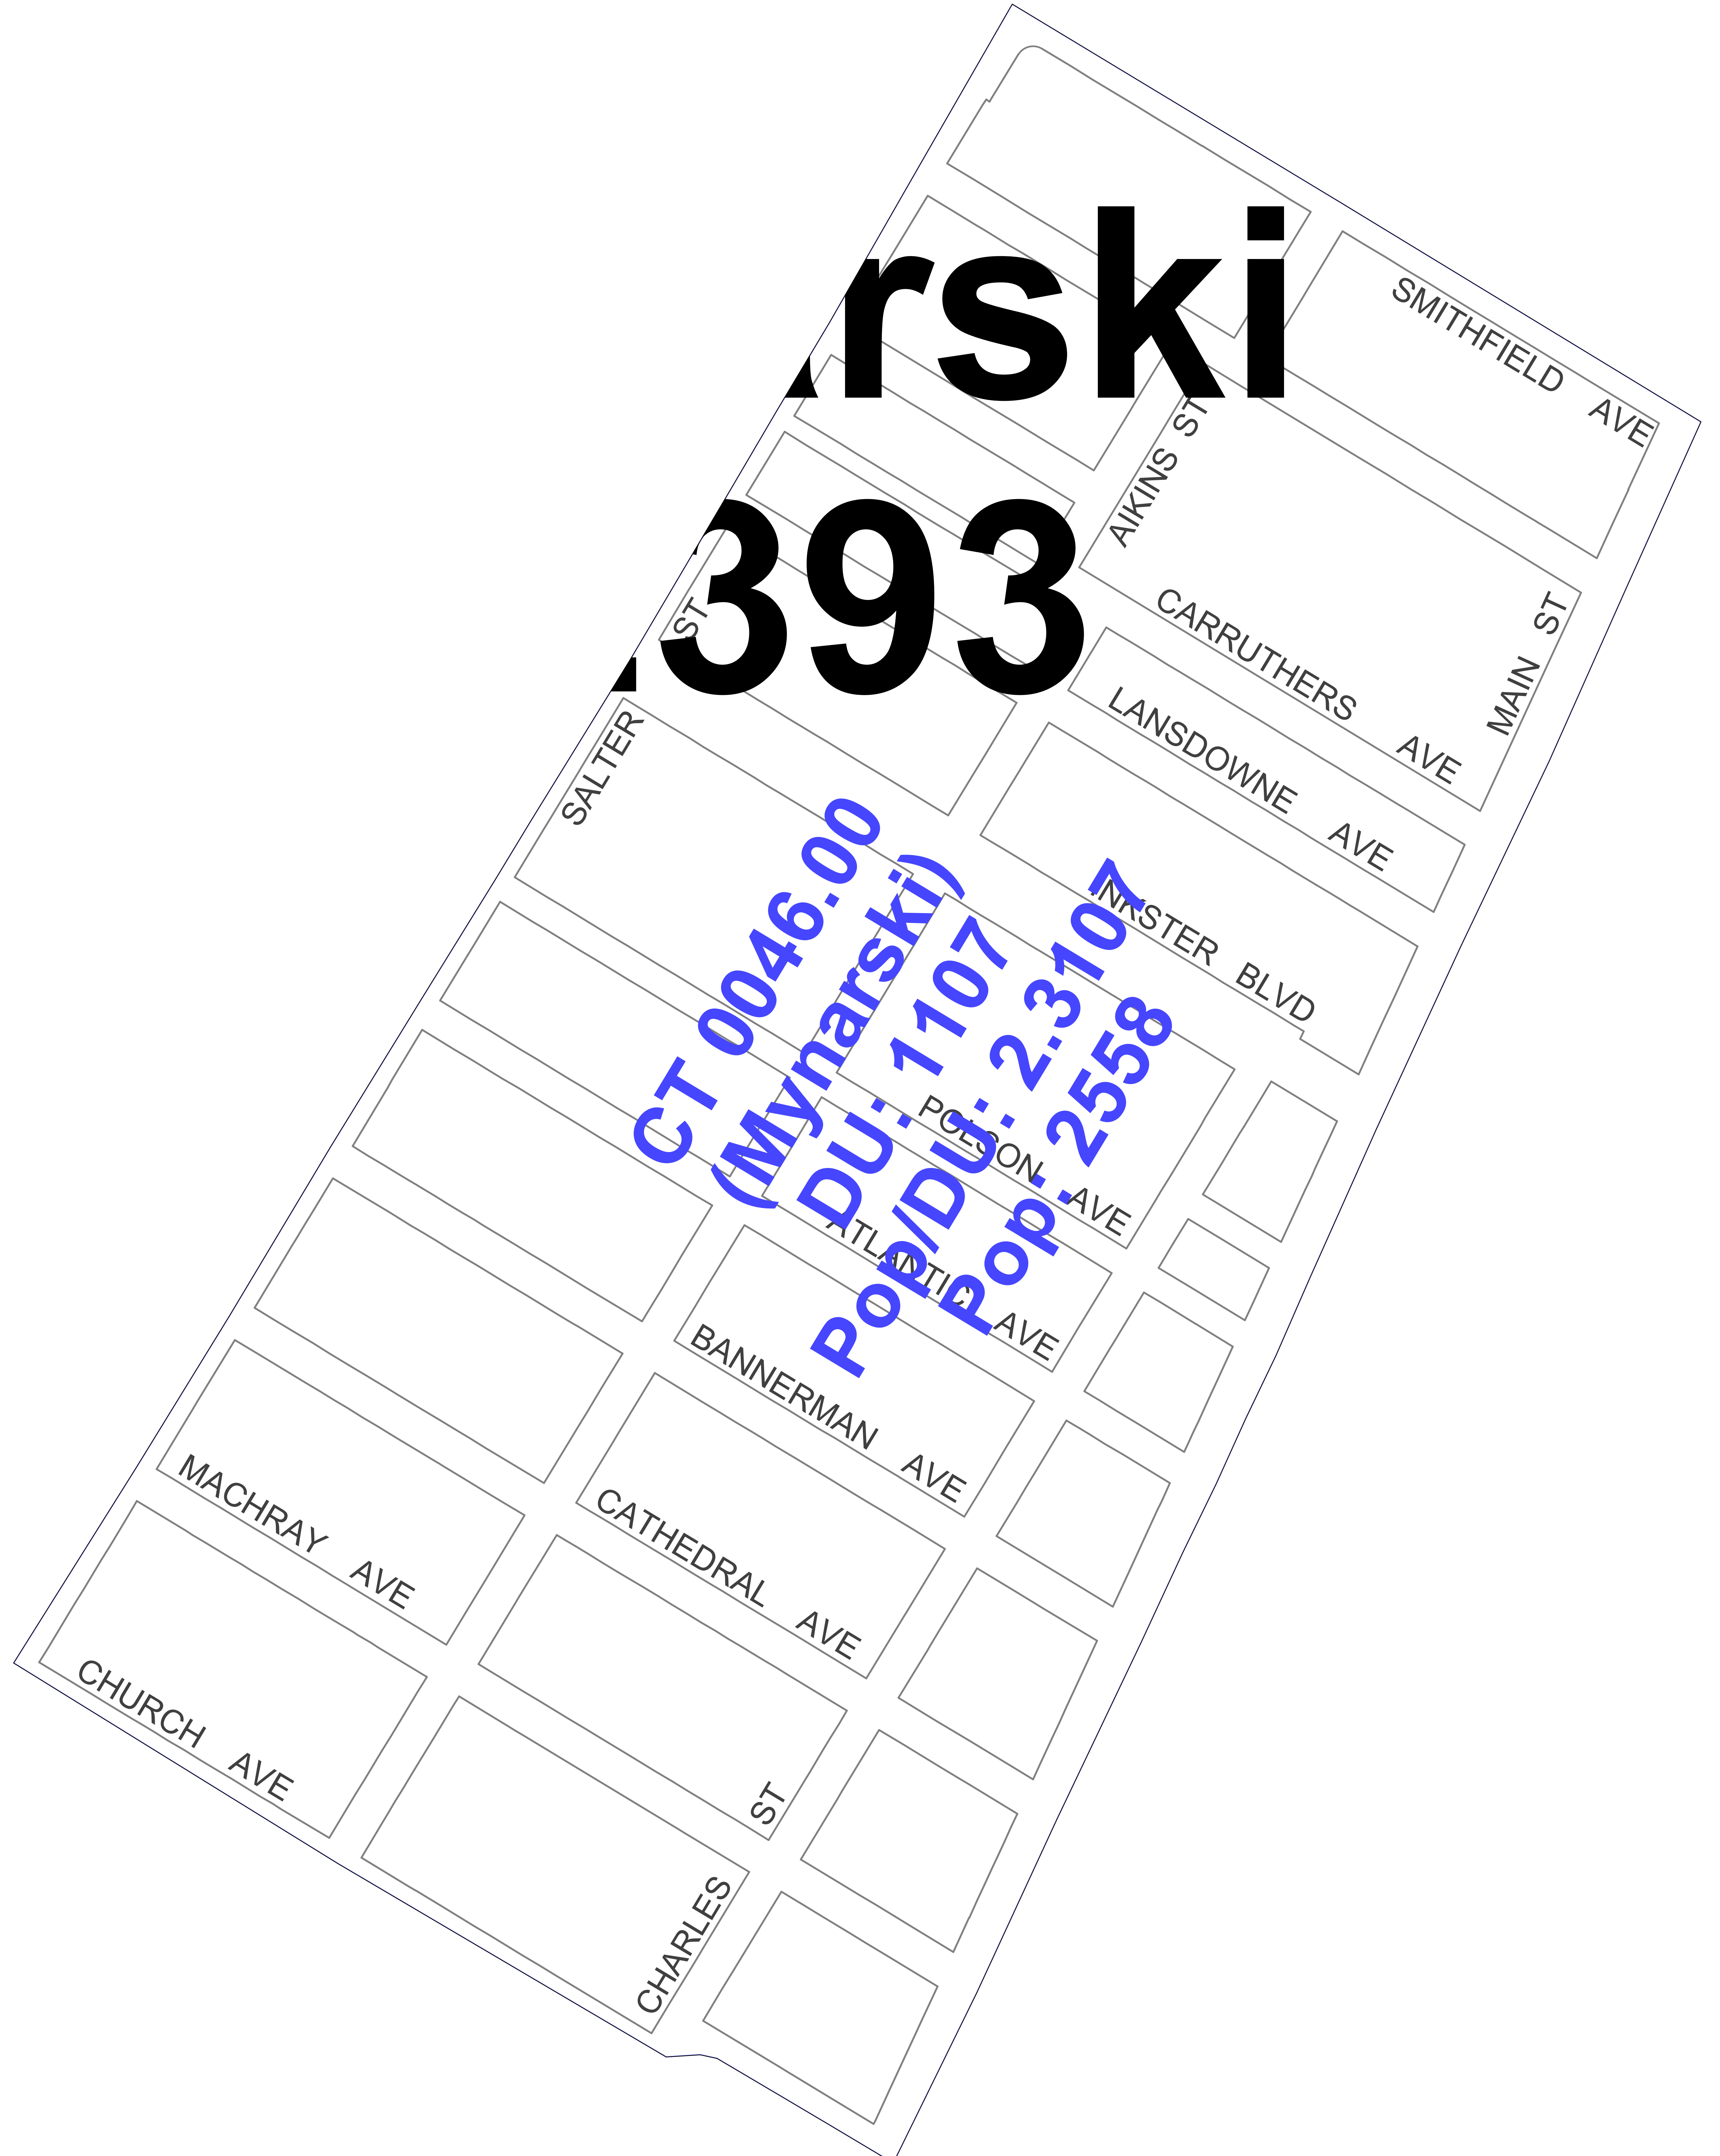 rski
.393
SMITHFIELD AVE
AIKINS ST
CARRUTHERS AVE
MAIN ST
LANSDOWNE AVE
SALTER ST
INKSTER BLVD
CT 0046.00
(Mynarski)
DU: 1107
PoP/DU: 2.3107
Pop.: 2558
POLSON AVE
ATLANTIC AVE
BANNERMAN AVE
CATHEDRAL AVE
MACHRAY AVE
CHURCH AVE
CHARLES ST